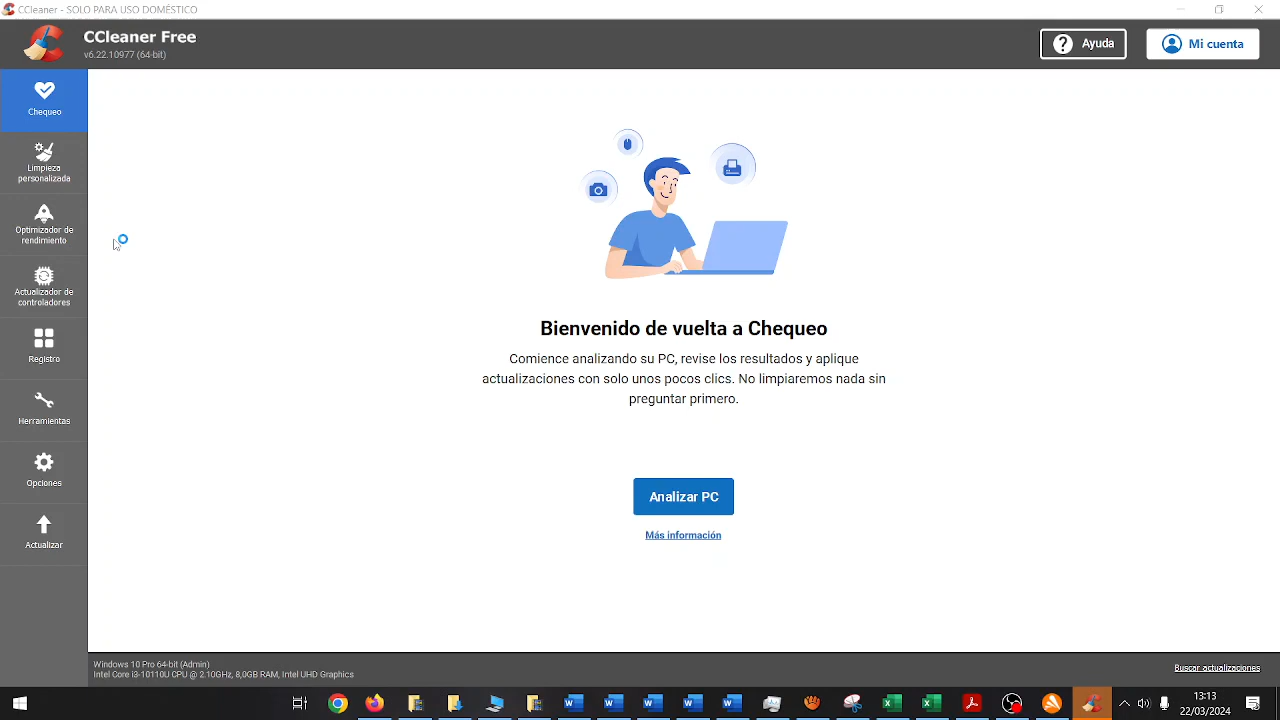 CCleaner - SOLO PARA USO DOMÉSTICO
CCleaner Free
v6.22.10977 (64-bit)
? Ayuda
Mi cuenta
Chequeo
Limpieza
personalizada
Optimizador de
rendimiento
Actualizador de
controladores
Registro
Herramientas
Opciones
Actualizar
Bienvenido de vuelta a Chequeo
Comience analizando su PC, revise los resultados y aplique
actualizaciones con solo unos pocos clics. No limpiaremos nada sin
preguntar primero.
Analizar PC
Más información
Windows 10 Pro 64-bit (Admin)
Intel Core i3-10110U CPU @ 2.10GHz, 8,0GB RAM, Intel UHD Graphics
Buscar actualizaciones
13:13
22/03/2024